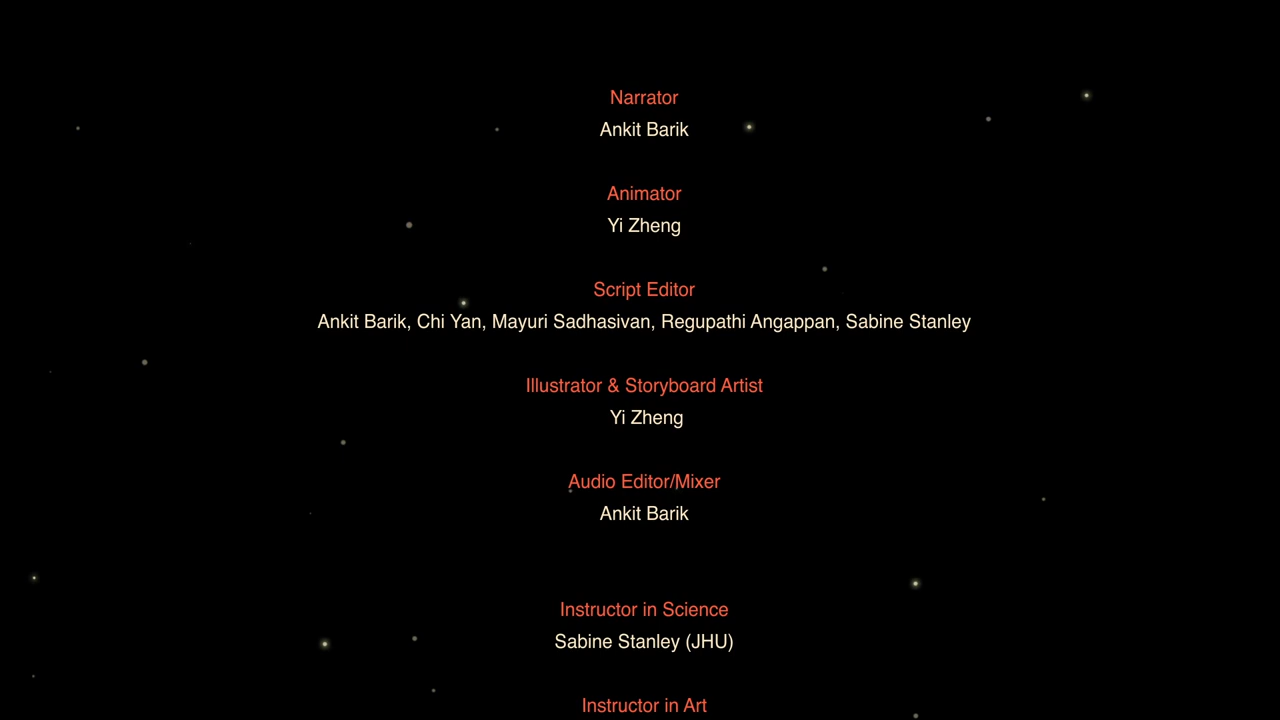 Narrator
Ankit Barik
Animator
Yi Zheng
Script Editor
Ankit Barik, Chi Yan, Mayuri Sadhasivan, Regupathi Angappan, Sabine Stanley
Illustrator & Storyboard Artist
Yi Zheng
Audio Editor/Mixer
Ankit Barik
Instructor in Science
Sabine Stanley (JHU)
Instructor in Art